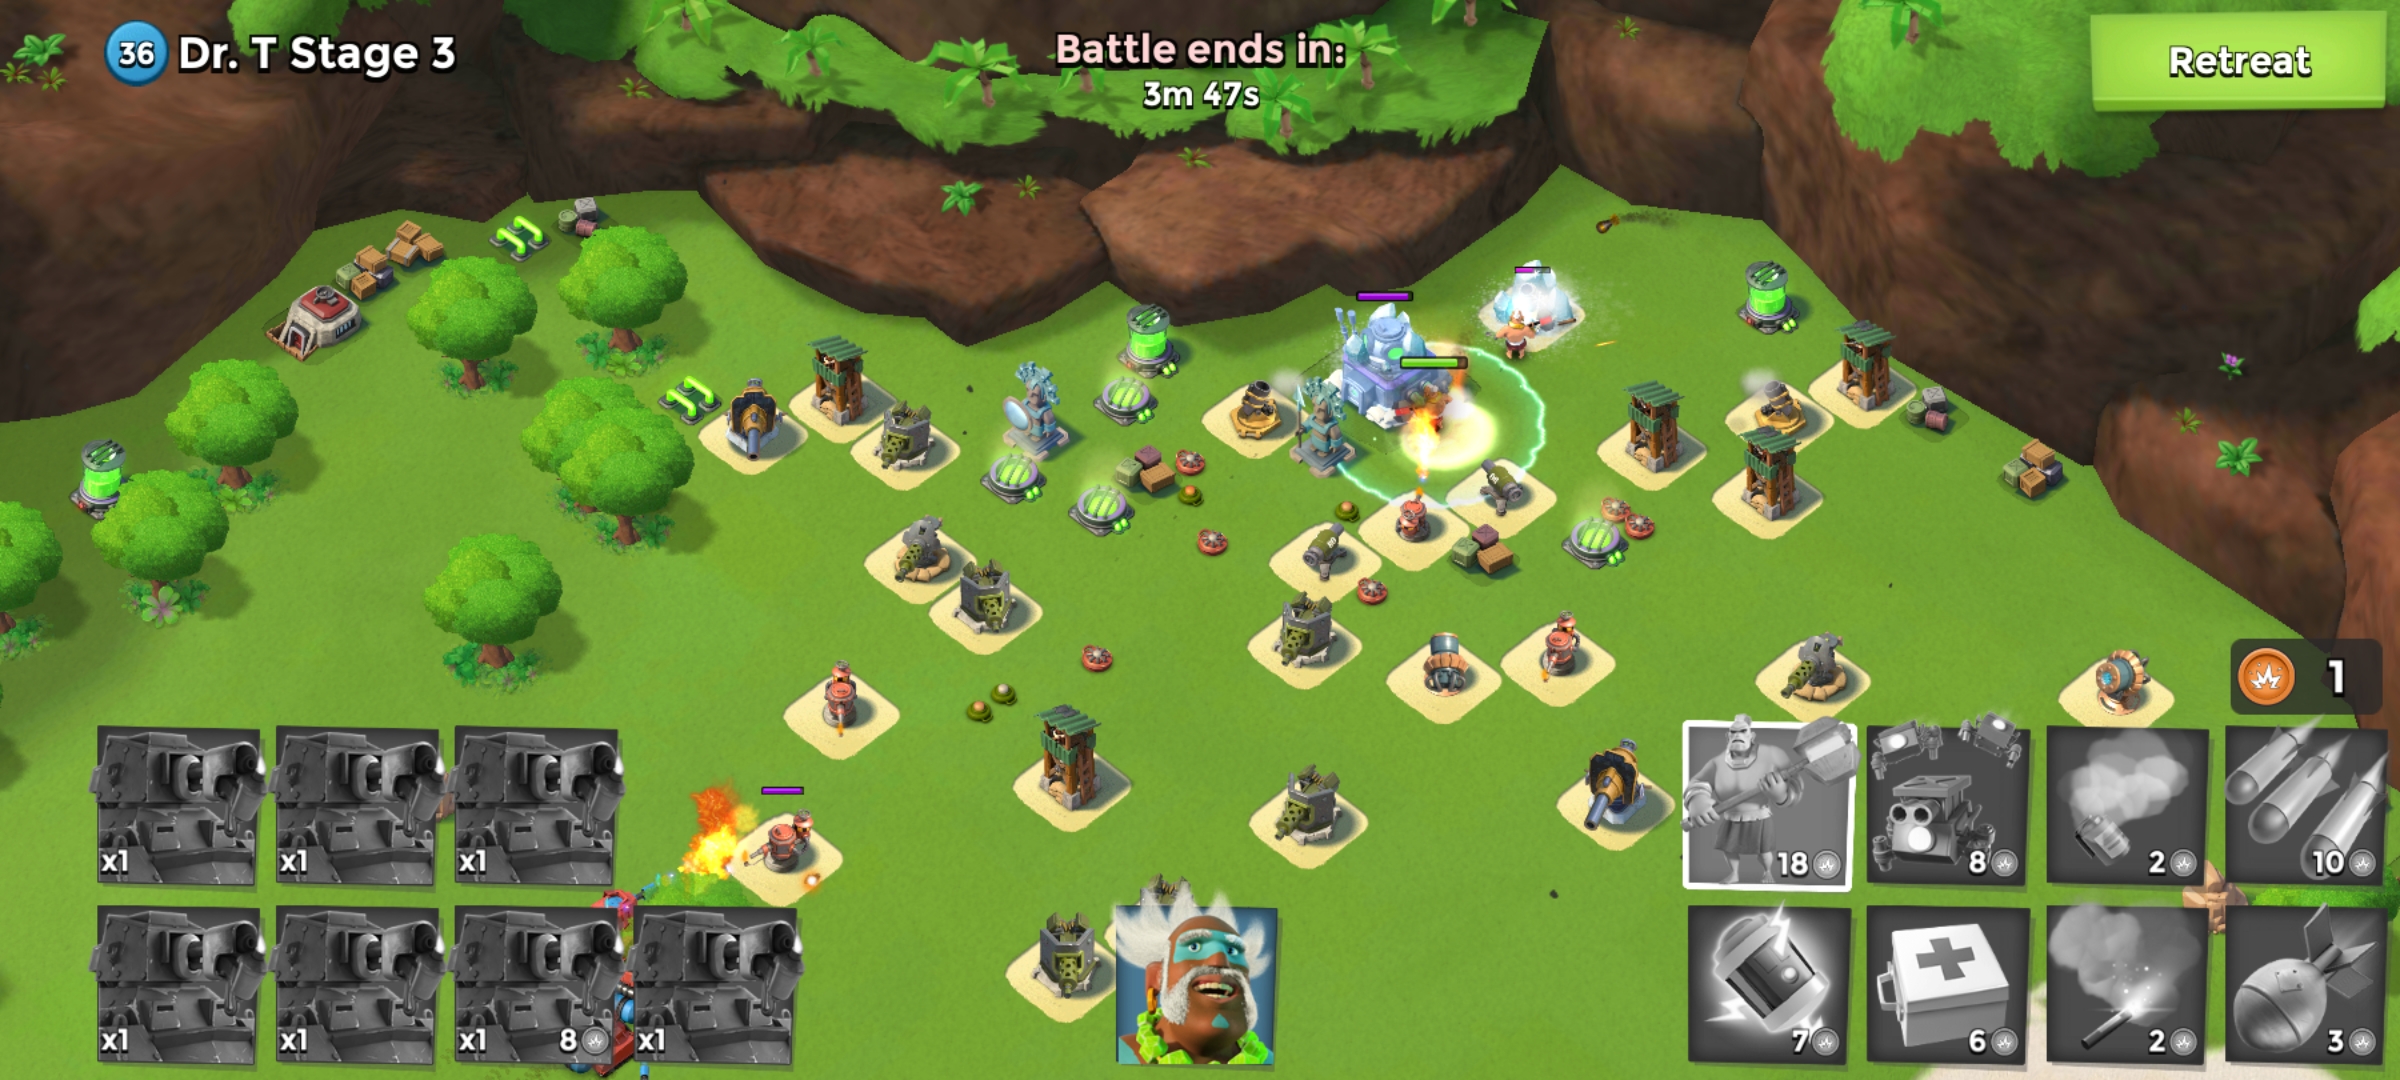 36 Dr. T Stage 3
Battle ends in:
3m 47s
Retreat
1
x1
x1
x1
18
8
2
10
x1
x1
x1 8
x1
7
6
2
3